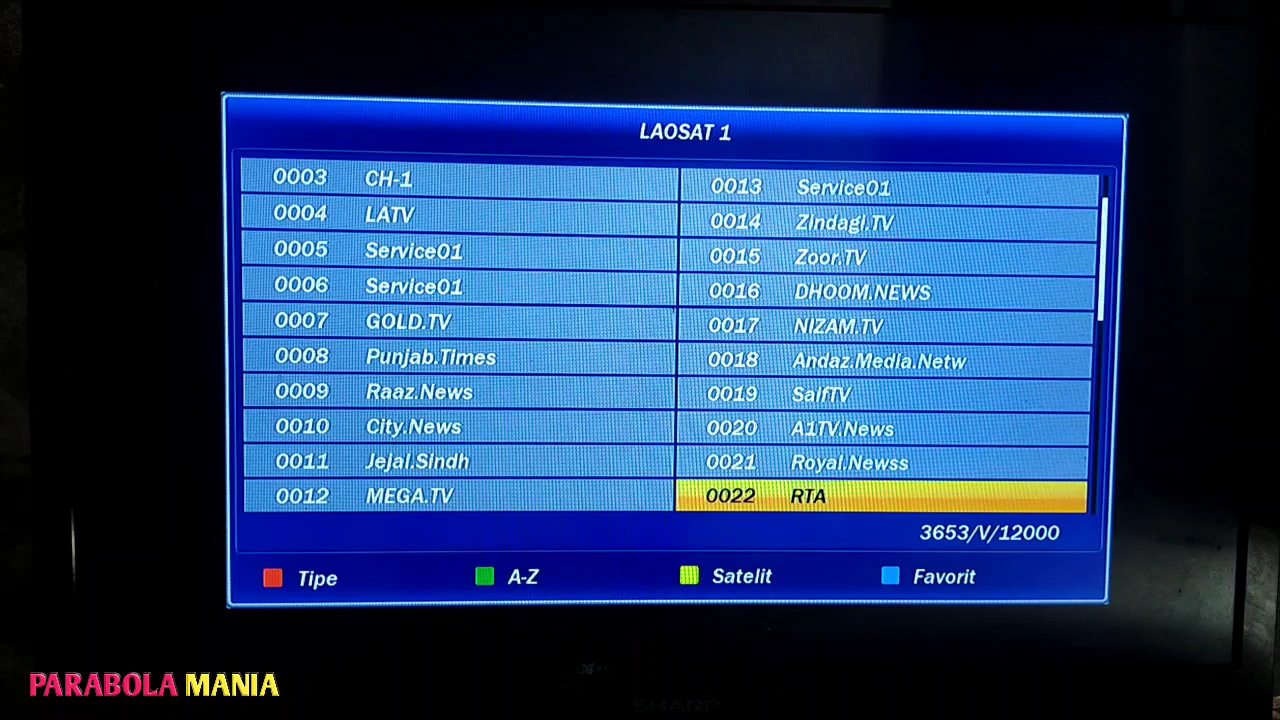 LAOSAT 1
0003 CH-1
0004 LATV
0005 Service01
0006 Service01
0007 GOLD.TV
0008 Punjab.Times
0009 Raaz.News
0010 City.News
0011 Jejal.Sindh
0012 MEGA.TV
0013 Service01
0014 Zindagi.TV
0015 Zoor.TV
0016 DHOOM.NEWS
0017 NIZAM.TV
0018 Andaz.Media.Netw
0019 SaifTV
0020 A1TV.News
0021 Royal.Newss
0022 RTA
3653/V/12000
Tipe A-Z Satelit Favorit
PARABOLA MANIA
SHARP